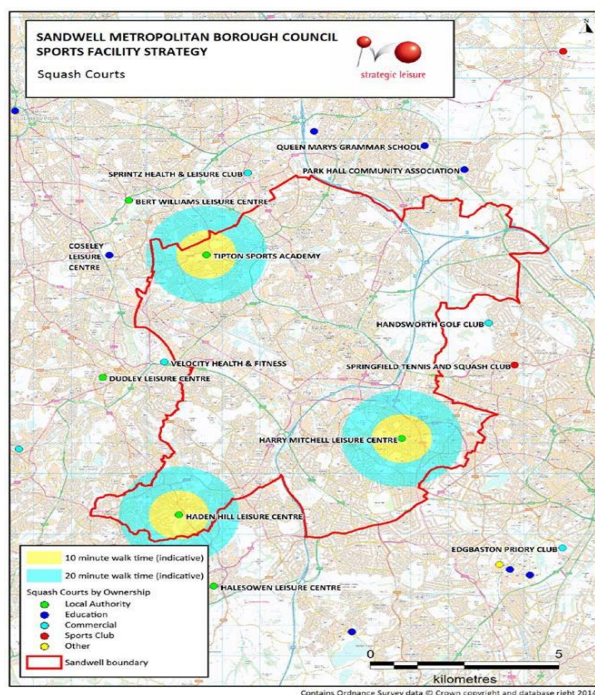 SANDWELL METROPOLITAN BOROUGH COUNCIL
SPORTS FACILITY STRATEGY
Squash Courts
strategic leisure
QUEEN MARYS GRAMMAR SCHOOL
PARK HALL COMMUNITY ASSOCIATION
SPRINTZ HEALTH & LEISURE CLUB
BERT WILLIAMS LEISURE CENTRE
COSELEY
LEISURE
CENTRE
TIPTON SPORTS ACADEMY
HANDSWORTH GOLF CLUB
VELOCITY HEALTH & FITNESS
SPRINGFIELD TENNIS AND SQUASH CLUB
DUDLEY LEISURE CENTRE
HARRY MITCHELL LEISURE CENTRE
HADEN HILL LEISURE CENTRE
EDGBASTON PRIORY CLUB
HALESOWEN LEISURE CENTRE
10 minute walk time (indicative)
20 minute walk time (indicative)
Squash Courts by Ownership
Local Authority
Education
Commercial
Sports Club
Other
Sandwell boundary
0 5
kilometres
Contains Ordnance Survey data © Crown copyright and database right 2014